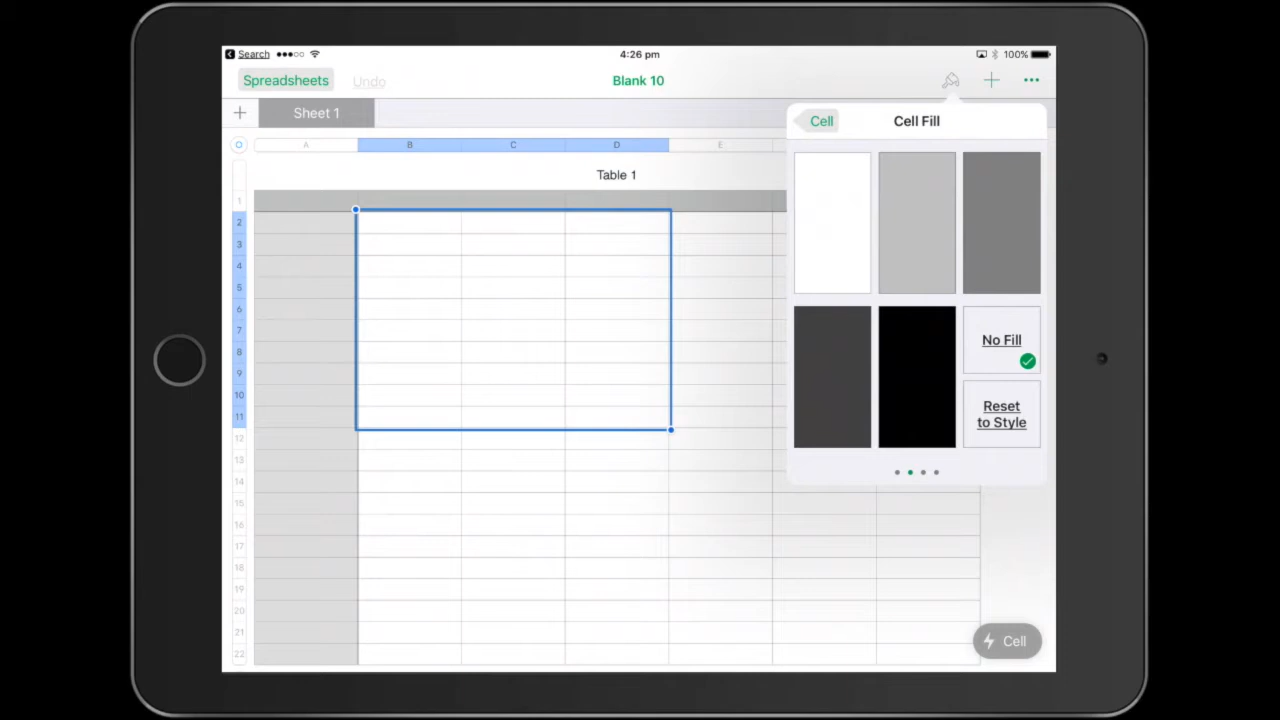 Search 4:26 pm 100%
Spreadsheets Undo Blank 10
Sheet 1
Cell Cell Fill
A B C D E
Table 1
1
2
3
4
5
6
7
8
9
10
11
12
13
14
15
16
17
18
19
20
21
22
No Fill
Reset
to Style
Cell